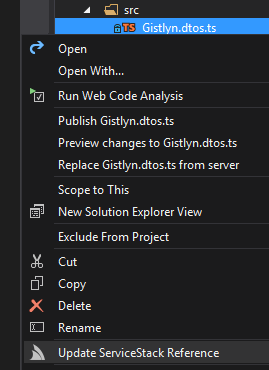 src
TS Gistlyn.dtos.ts
Open
Open With...
Run Web Code Analysis
Publish Gistlyn.dtos.ts
Preview changes to Gistlyn.dtos.ts
Replace Gistlyn.dtos.ts from server
Scope to This
New Solution Explorer View
Exclude From Project
Cut
Copy
Delete
Rename
Update ServiceStack Reference